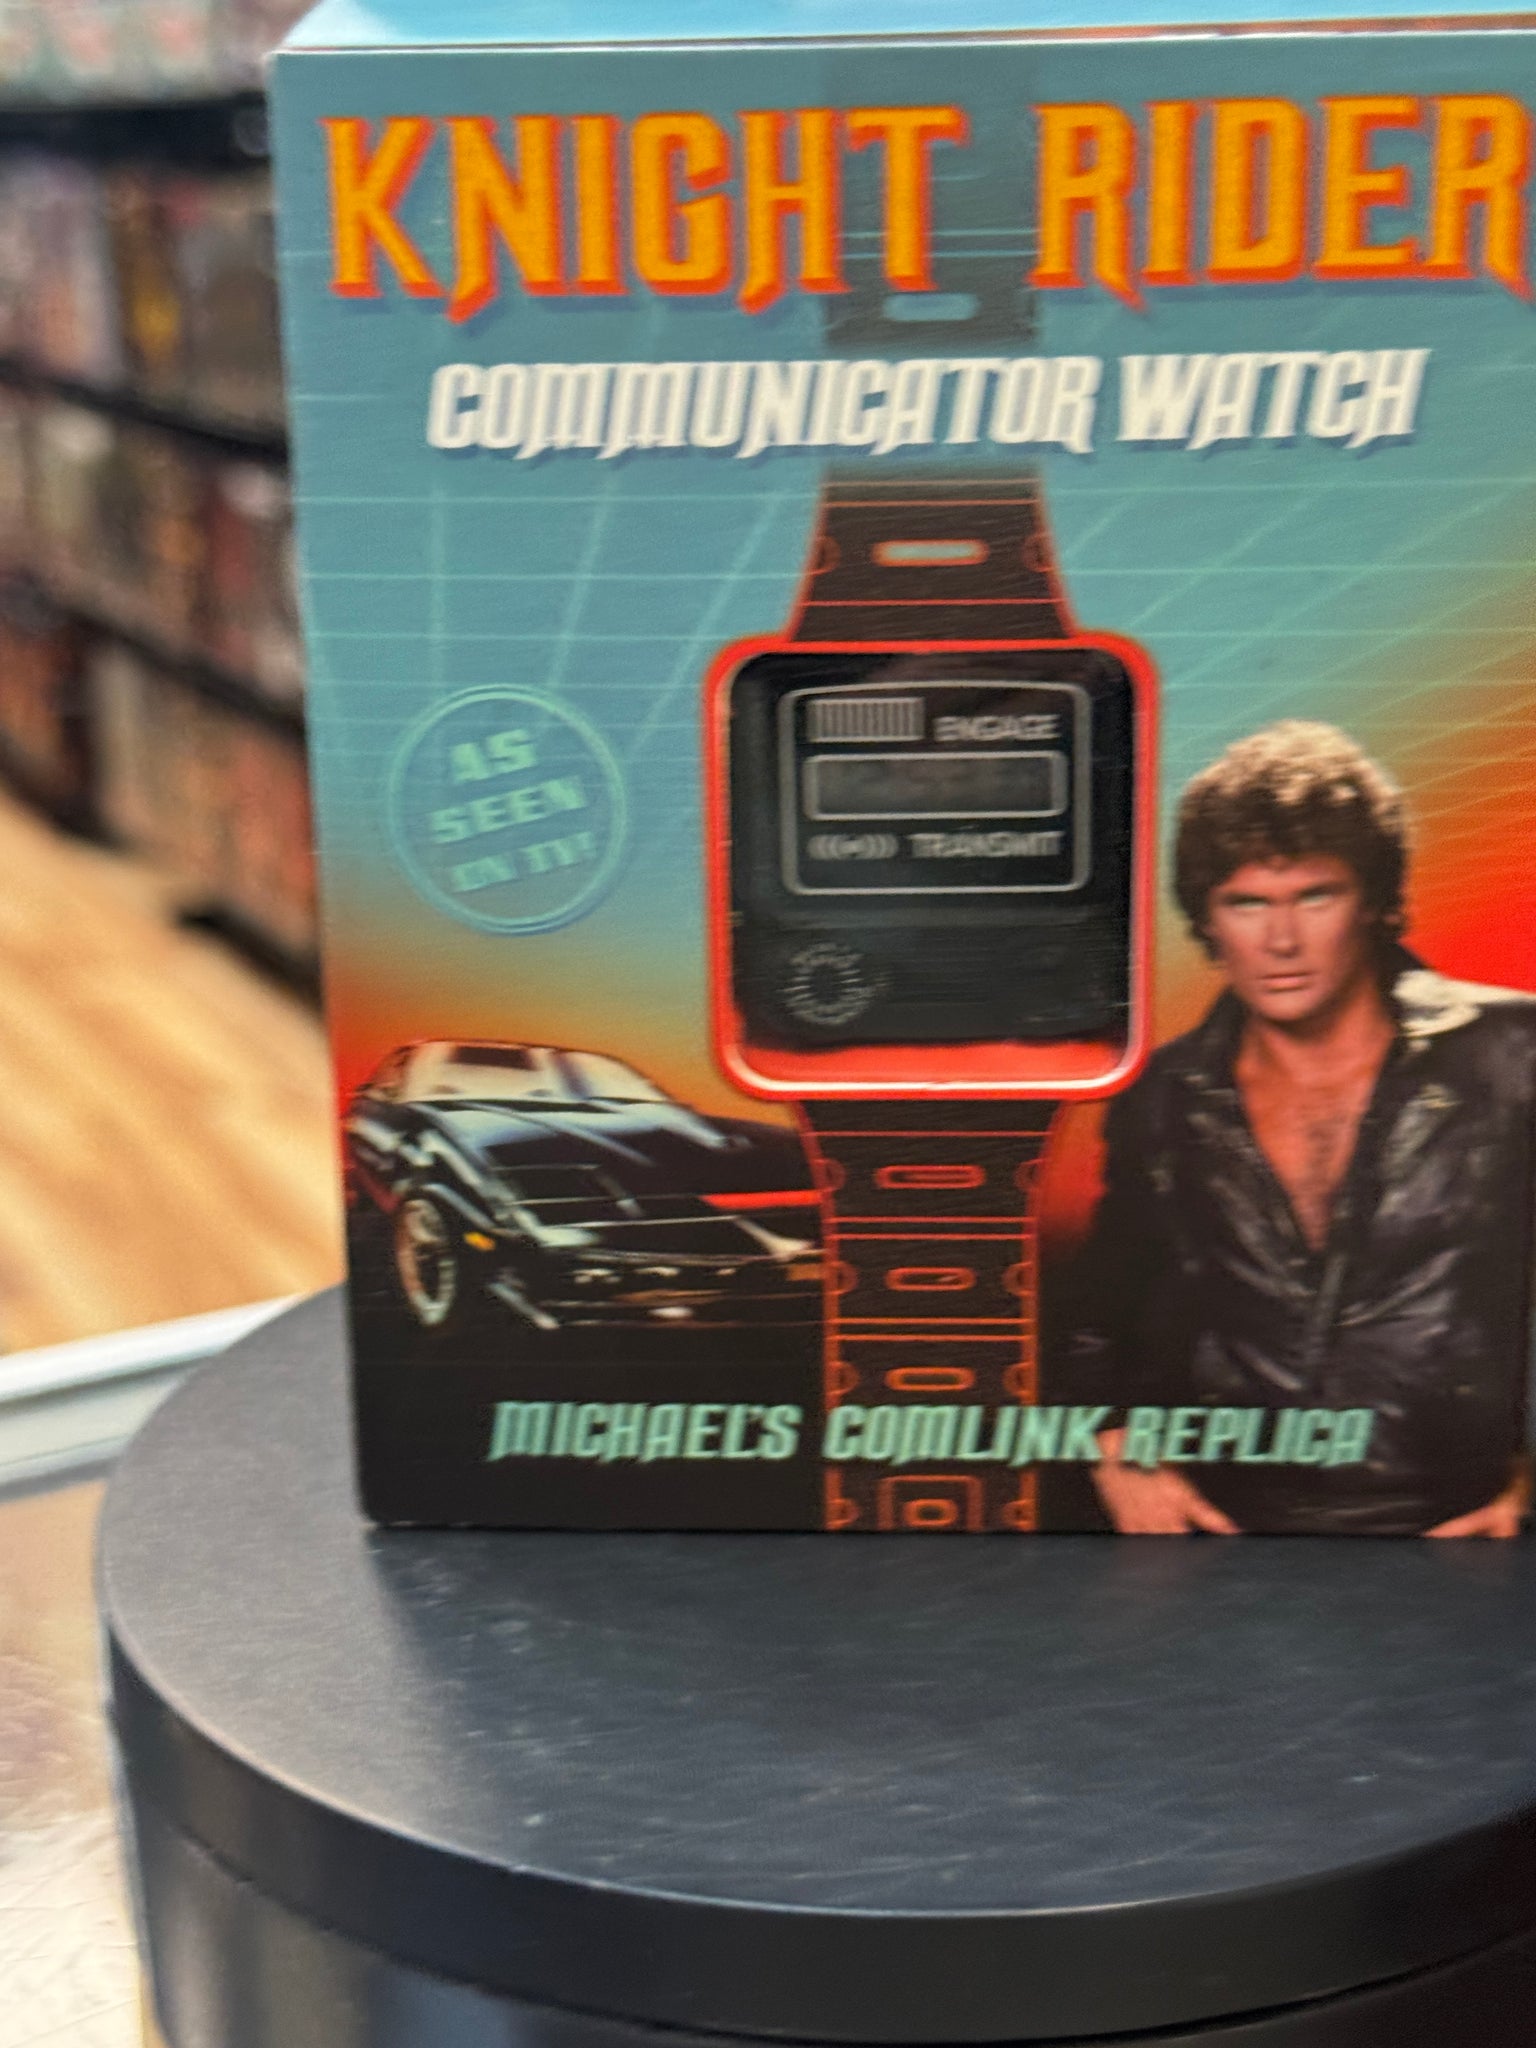 KNIGHT RIDER
COMMUNICATOR WATCH
AS
SEEN
ON TV!
ENGAGE
TRANSMIT
MICHAEL'S COMLINK REPLICA